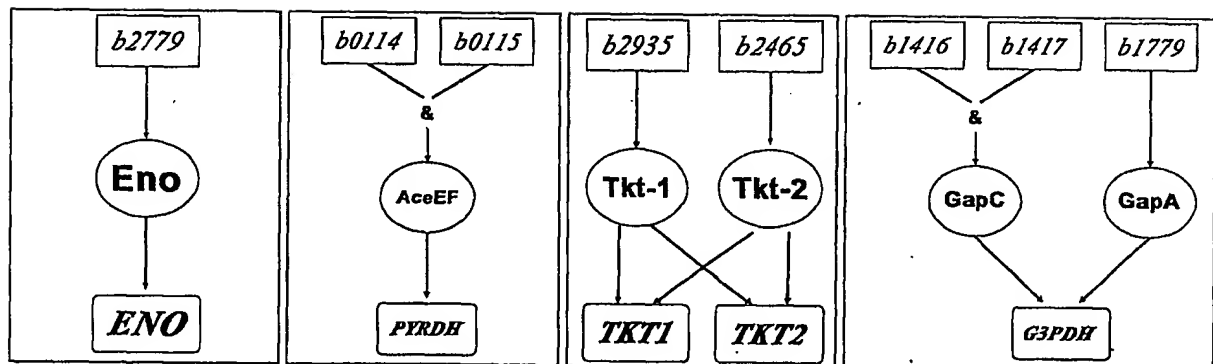 b2779
Eno
ENO
b0114 b0115
&
AceEF
PYRDH
b2935 b2465
Tkt-1 Tkt-2
TKT1 TKT2
b1416 b1417 b1779
&
GapC GapA
G3PDH